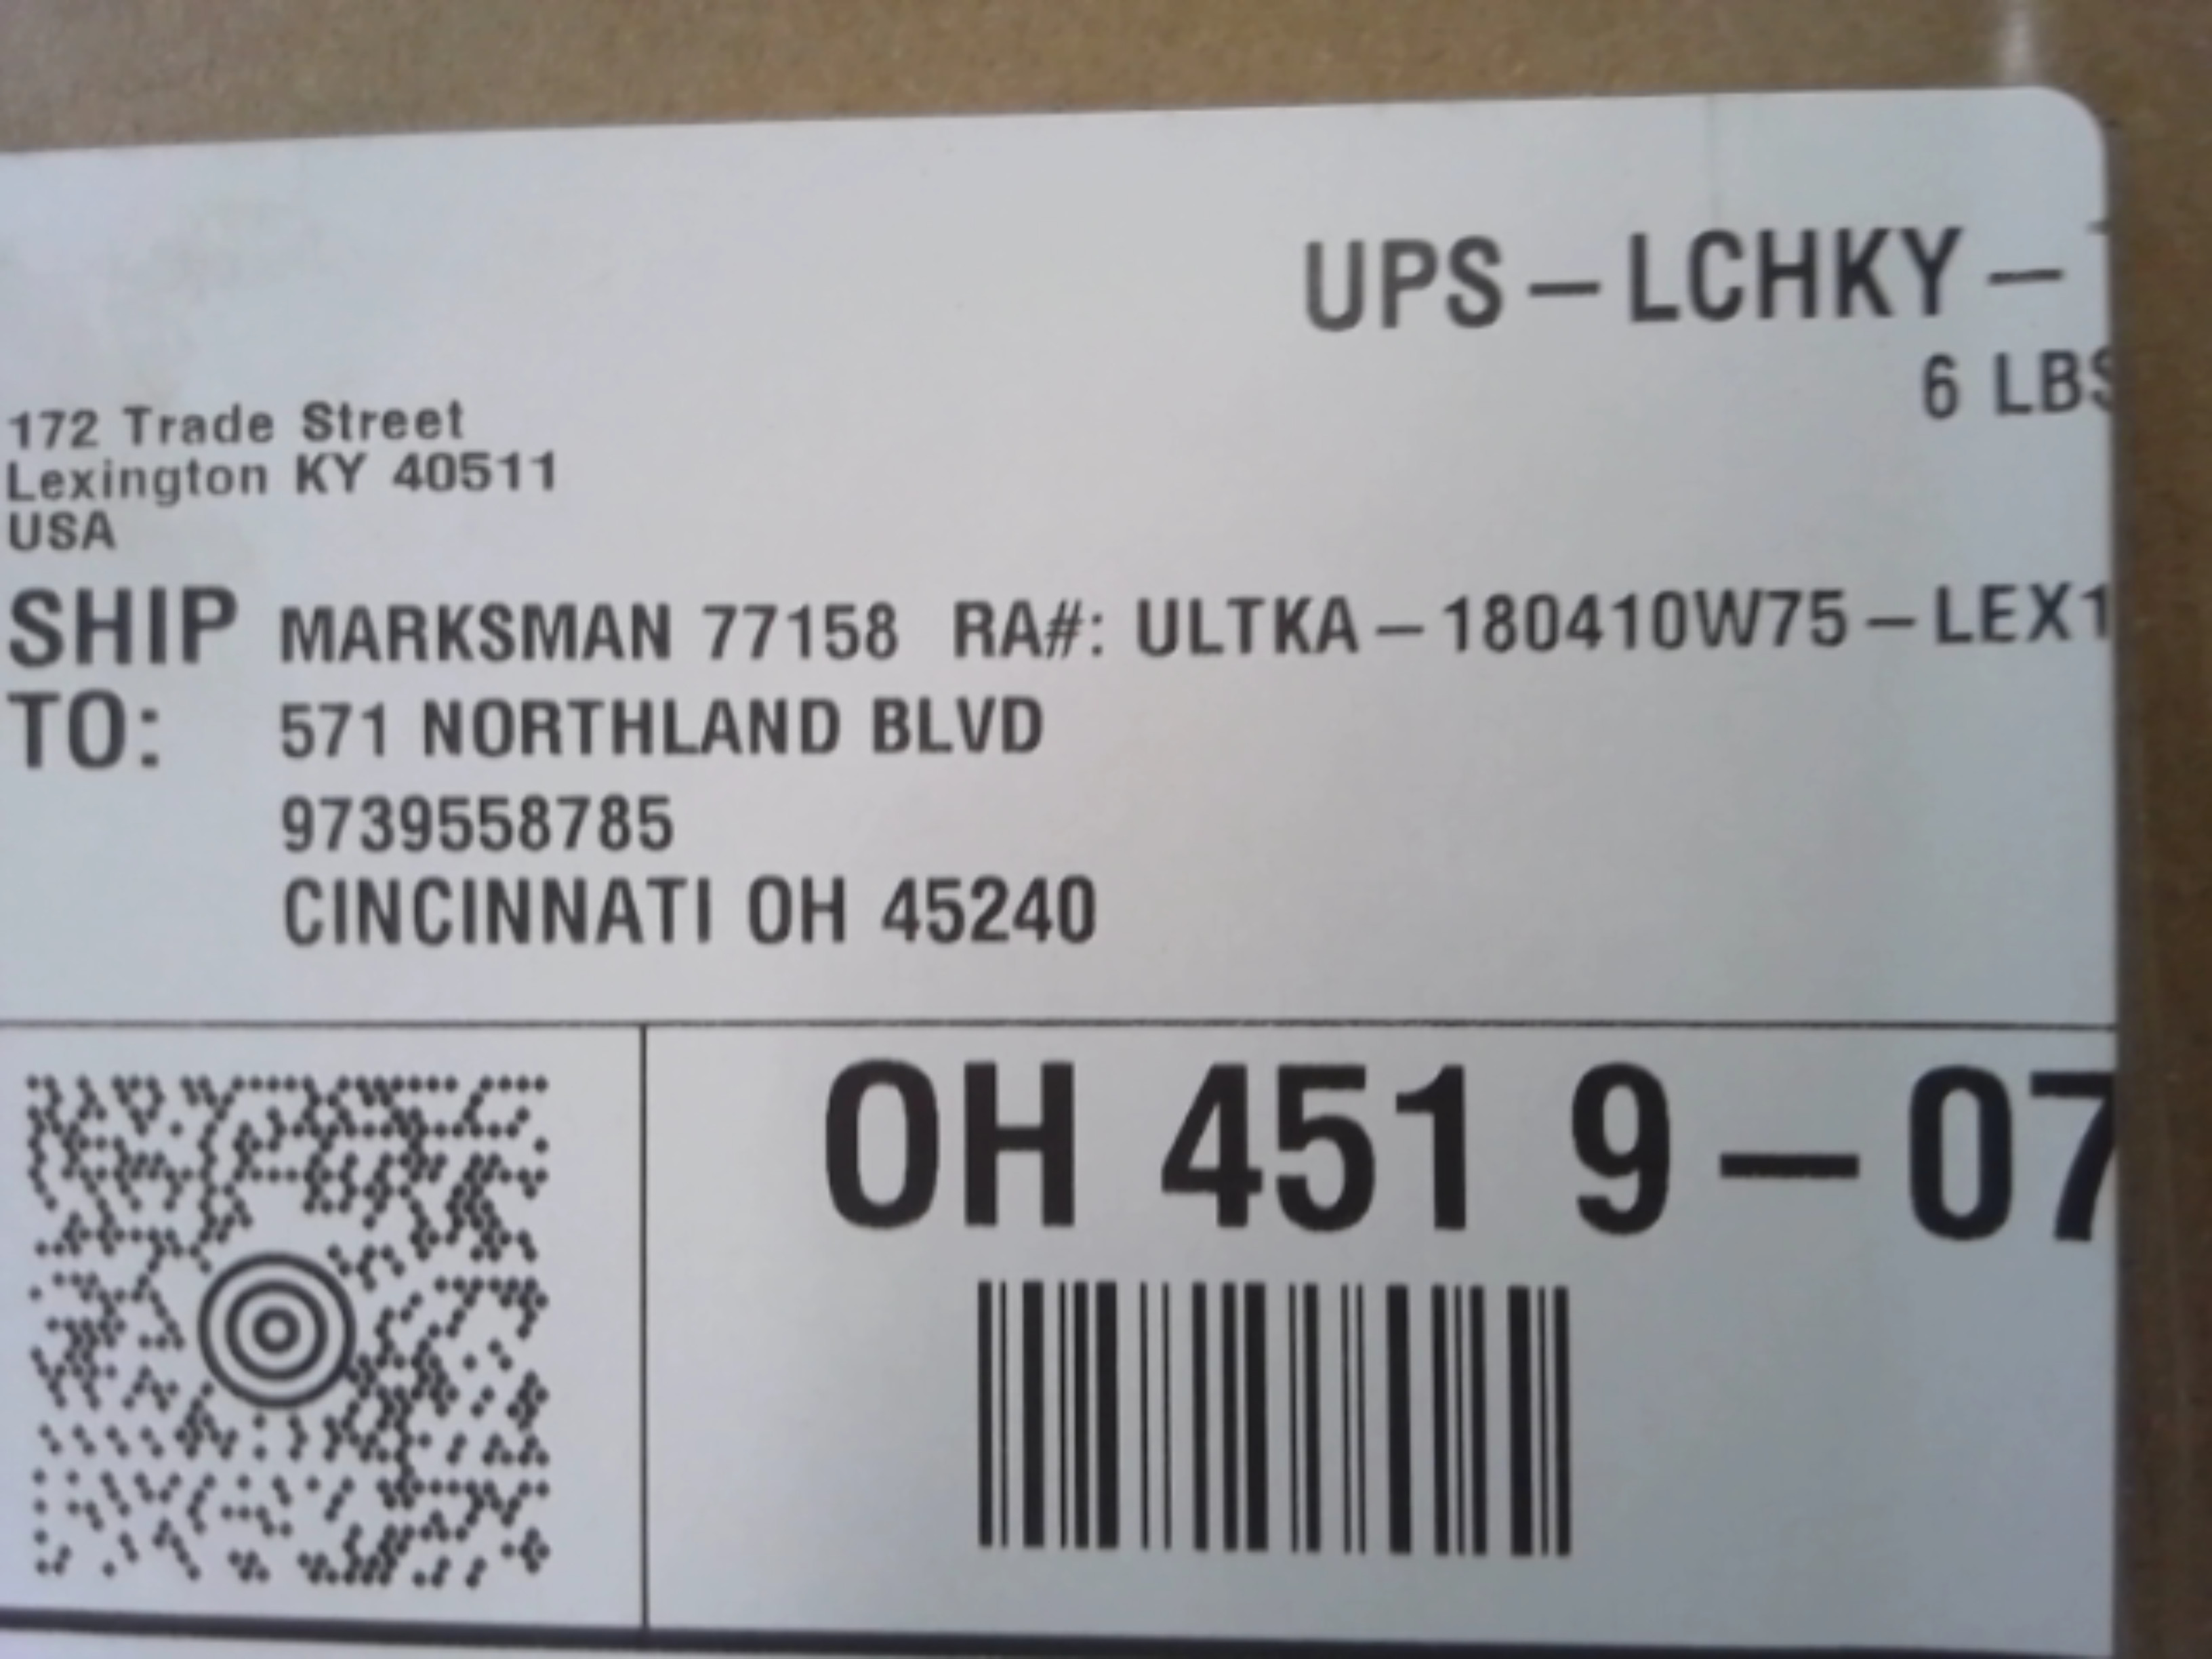 UPS – LCHKY –
6 LBS
172 Trade Street
Lexington KY 40511
USA
SHIP TO:
MARKSMAN 77158 RA#: ULTKA – 180410W75 – LEX1
571 NORTHLAND BLVD
9739558785
CINCINNATI OH 45240
OH 451 9 – 07